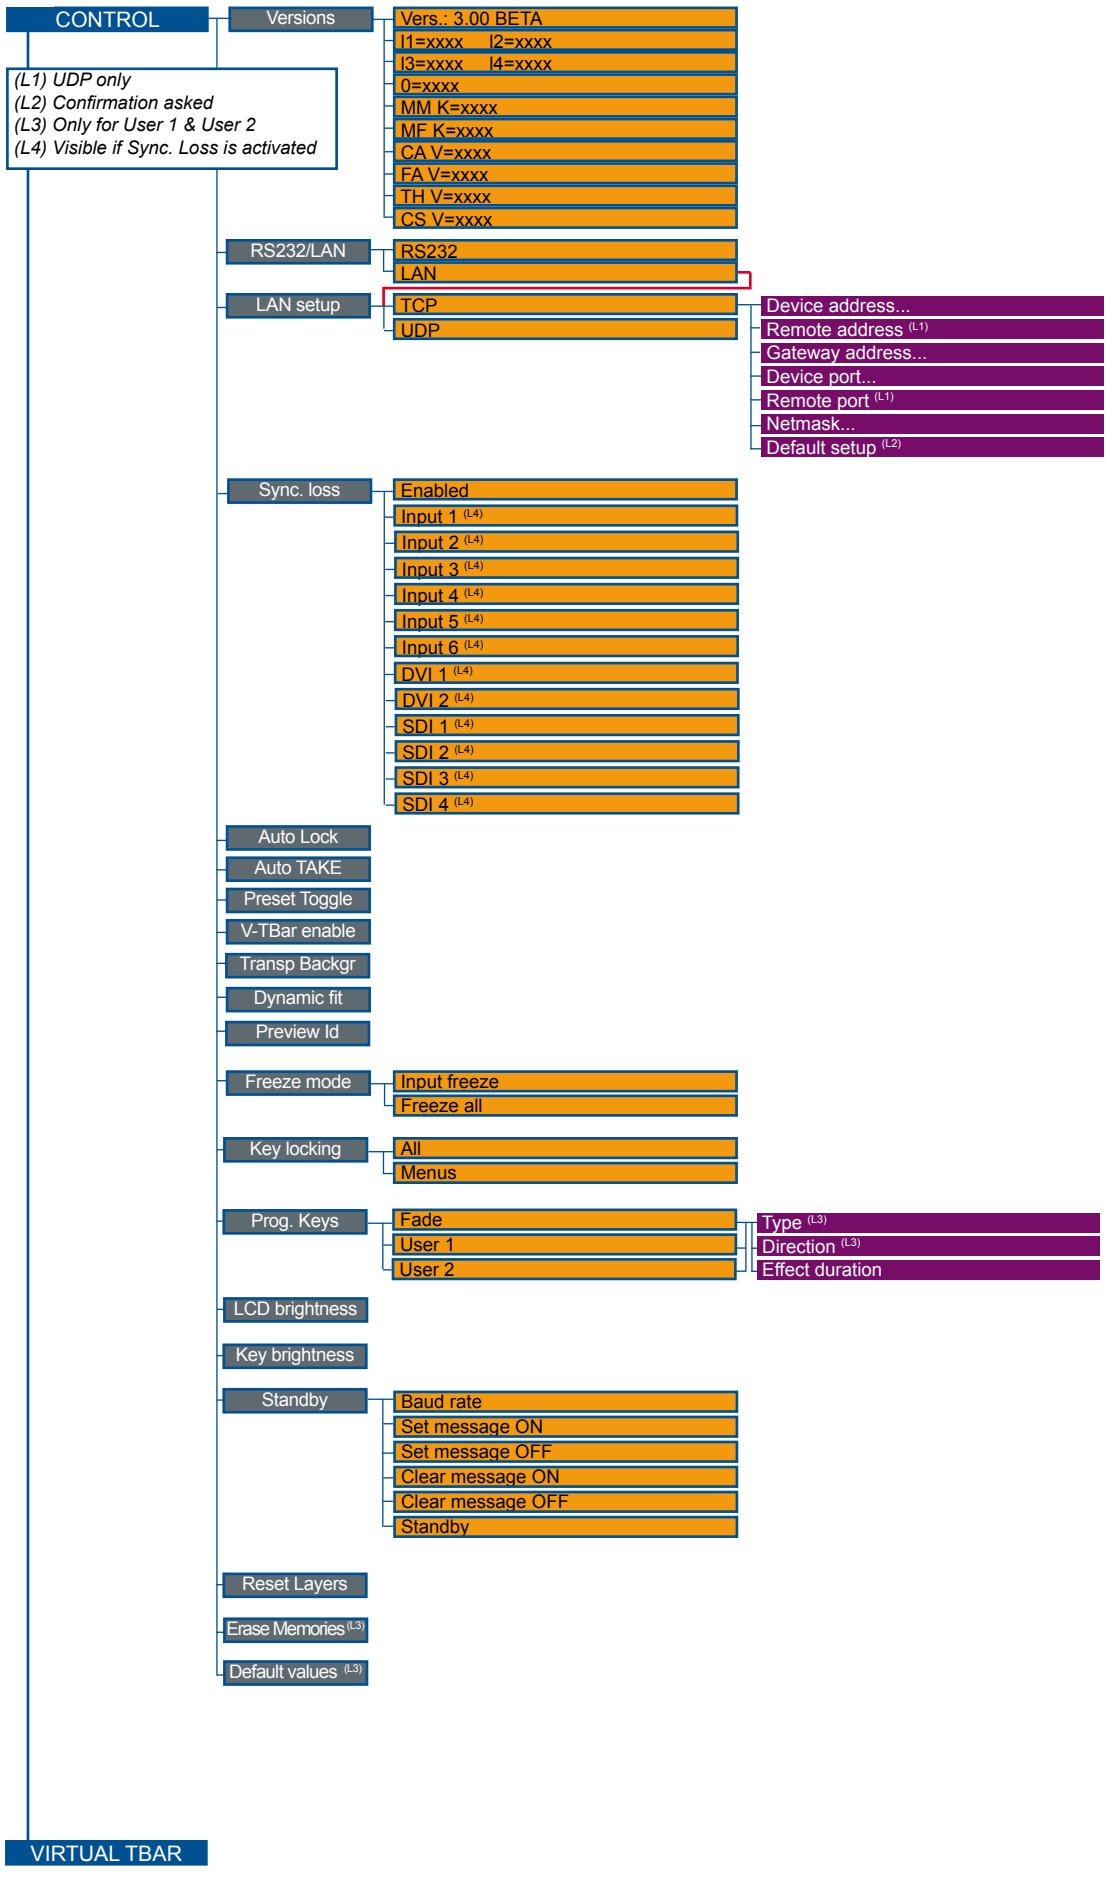 CONTROL
Versions
Vers.: 3.00 BETA
I1=xxxx I2=xxxx
I3=xxxx I4=xxxx
0=xxxx
MM K=xxxx
MF K=xxxx
CA V=xxxx
FA V=xxxx
TH V=xxxx
CS V=xxxx
(L1) UDP only
(L2) Confirmation asked
(L3) Only for User 1 & User 2
(L4) Visible if Sync. Loss is activated
RS232/LAN
RS232
LAN
LAN setup
TCP
UDP
Device address...
Remote address (L1)
Gateway address...
Device port...
Remote port (L1)
Netmask...
Default setup (L2)
Sync. loss
Enabled
Input 1 (L4)
Input 2 (L4)
Input 3 (L4)
Input 4 (L4)
Input 5 (L4)
Input 6 (L4)
DVI 1 (L4)
DVI 2 (L4)
SDI 1 (L4)
SDI 2 (L4)
SDI 3 (L4)
SDI 4 (L4)
Auto Lock
Auto TAKE
Preset Toggle
V-TBar enable
Transp Backgr
Dynamic fit
Preview Id
Freeze mode
Input freeze
Freeze all
Key locking
All
Menus
Prog. Keys
Fade
User 1
User 2
Type (L3)
Direction (L3)
Effect duration
LCD brightness
Key brightness
Standby
Baud rate
Set message ON
Set message OFF
Clear message ON
Clear message OFF
Standby
Reset Layers
Erase Memories (L3)
Default values (L3)
VIRTUAL TBAR